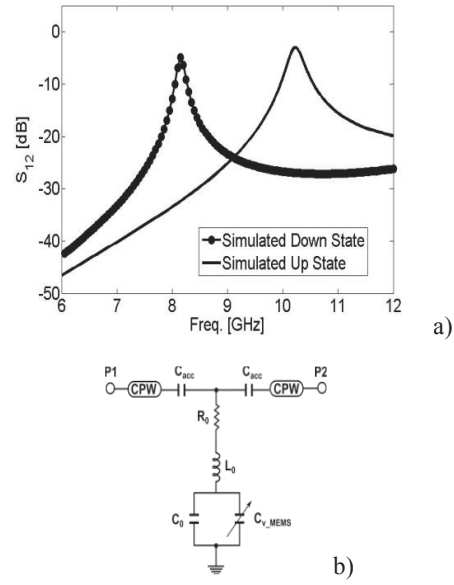 0
-10
-20
-30
-40
-50
S12 [dB]
Simulated Down State
Simulated Up State
6 7 8 9 10 11 12
Freq. [GHz]
a)
P1 CPW Cacc Cacc CPW P2
R0
L0
C0 Cv_MEMS
b)